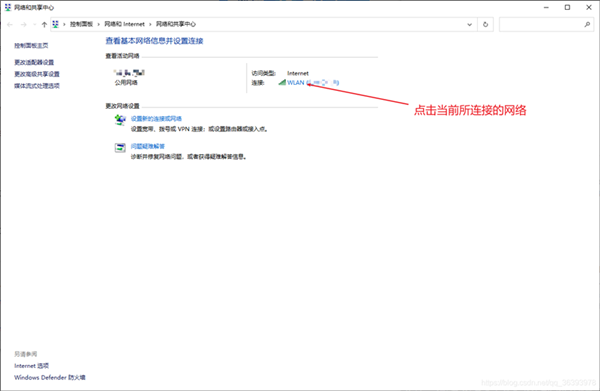 网络和共享中心
控制面板 › 网络和 Internet › 网络和共享中心
控制面板主页
更改适配器设置
更改高级共享设置
媒体流式处理选项
查看基本网络信息并设置连接
查看活动网络
公用网络
访问类型: Internet
连接: WLAN
点击当前所连接的网络
更改网络设置
设置新的连接或网络
设置宽带、拨号或 VPN 连接；或设置路由器或接入点。
问题疑难解答
诊断并修复网络问题，或者获得疑难解答信息。
另请参阅
Internet 选项
Windows Defender 防火墙